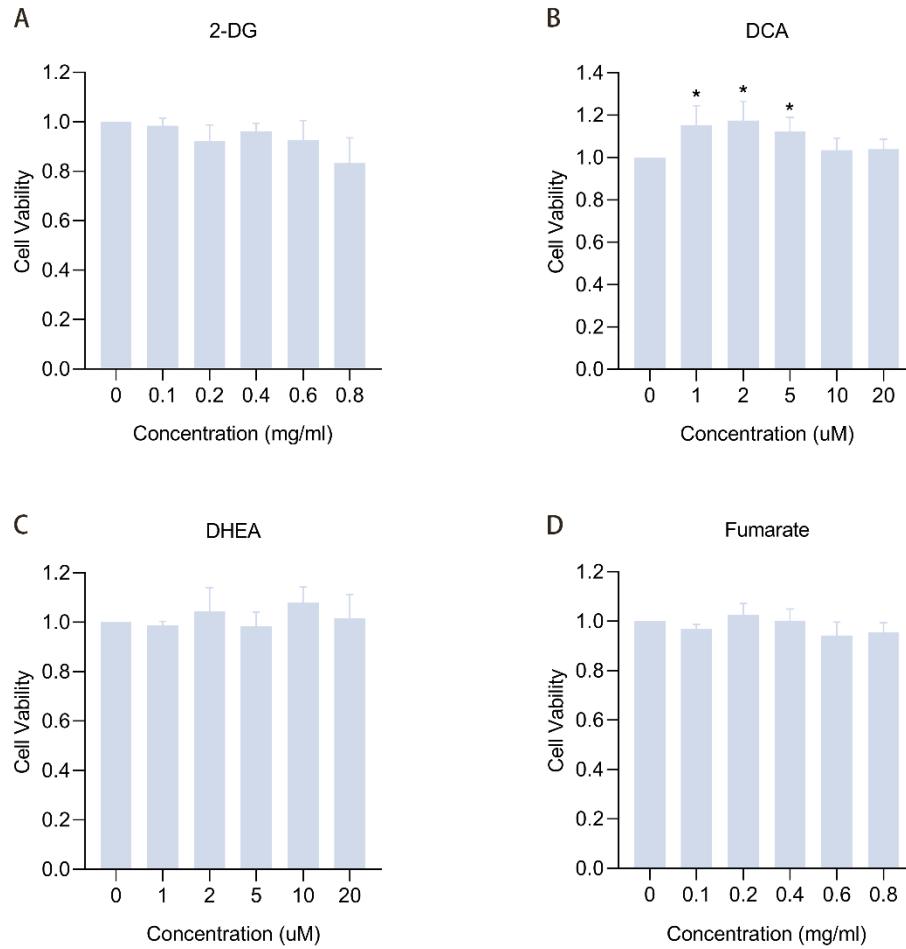 A
2-DG
Cell Vability
1.2
1.0
0.8
0.6
0.4
0.2
0.0
0 0.1 0.2 0.4 0.6 0.8
Concentration (mg/ml)
B
DCA
Cell Vability
1.4
1.2
1.0
0.8
0.6
0.4
0.2
0.0
* * *
0 1 2 5 10 20
Concentration (uM)
C
DHEA
Cell Vability
1.2
1.0
0.8
0.6
0.4
0.2
0.0
0 1 2 5 10 20
Concentration (uM)
D
Fumarate
Cell Vability
1.2
1.0
0.8
0.6
0.4
0.2
0.0
0 0.1 0.2 0.4 0.6 0.8
Concentration (mg/ml)